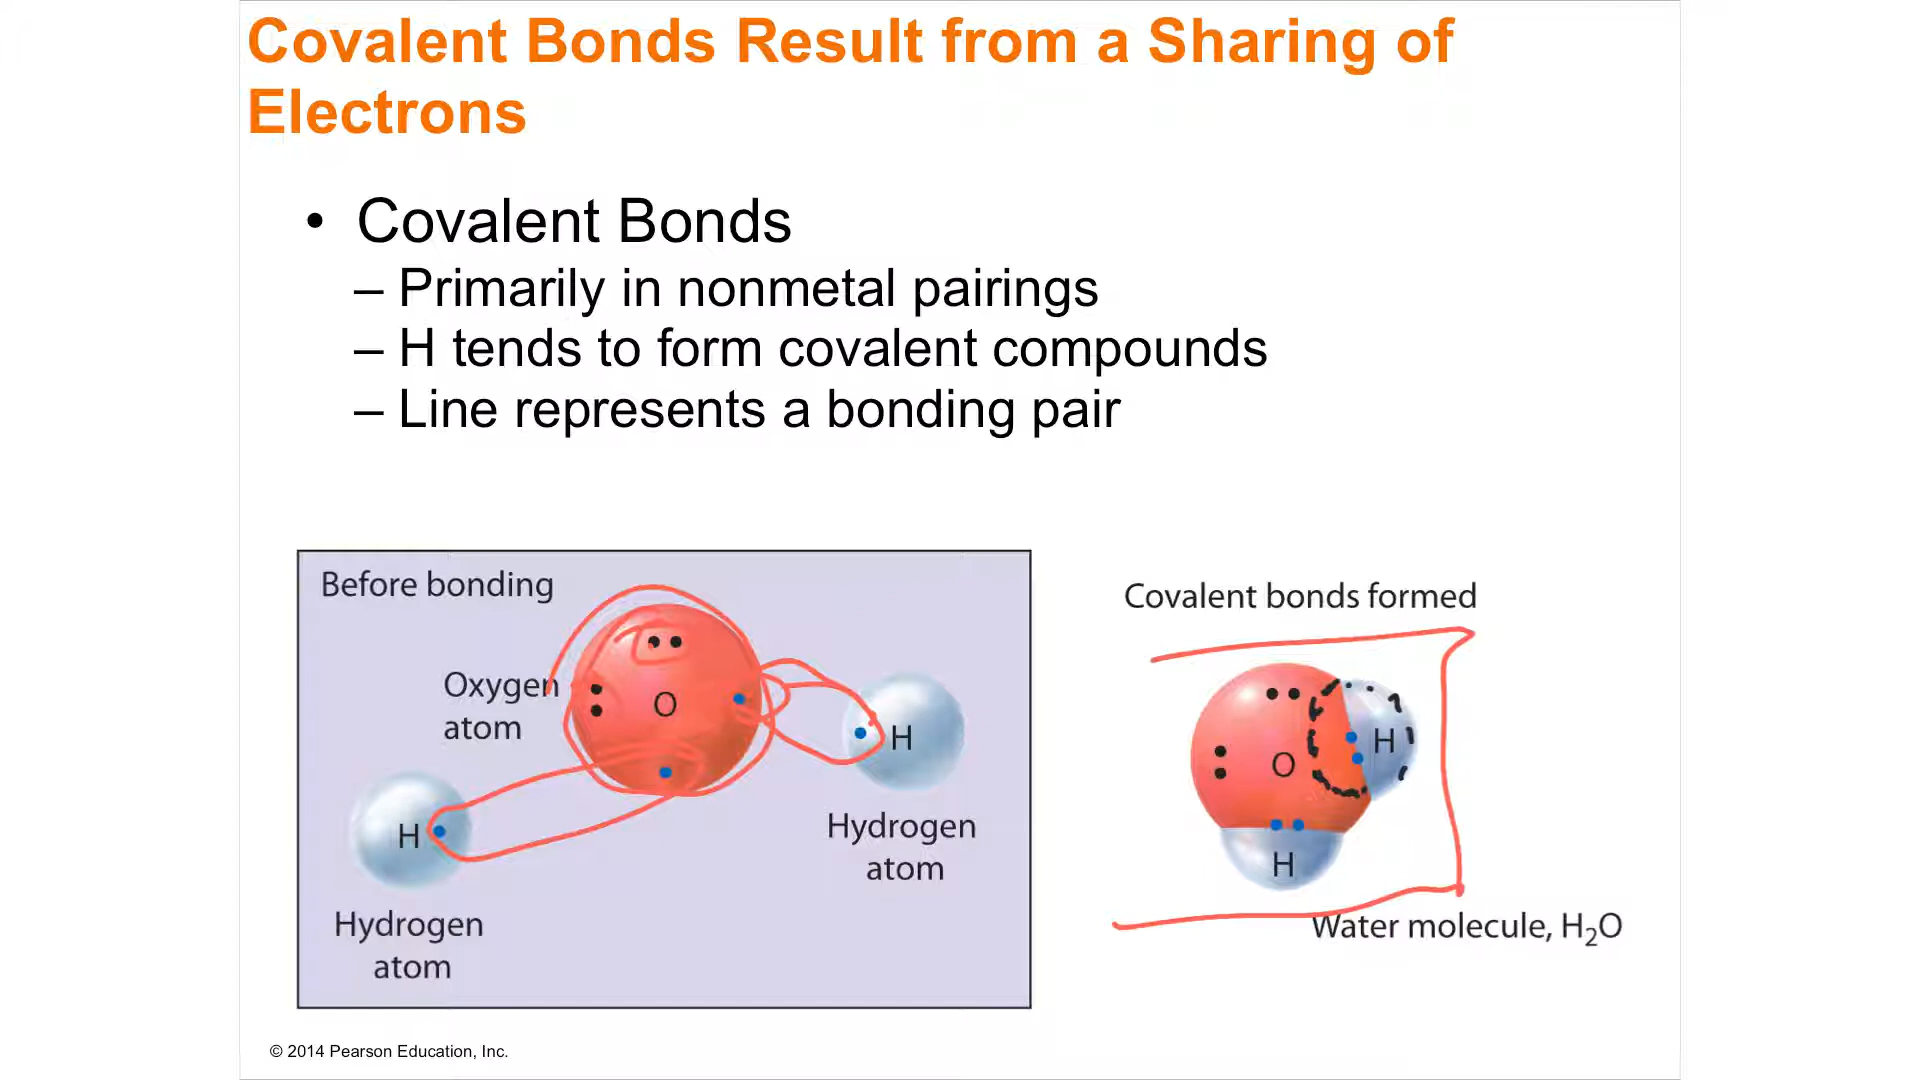 Covalent Bonds Result from a Sharing of
Electrons
• Covalent Bonds
– Primarily in nonmetal pairings
– H tends to form covalent compounds
– Line represents a bonding pair
Before bonding
Oxygen
atom
O
H
Hydrogen
atom
H
Hydrogen
atom
Covalent bonds formed
O
H
H
Water molecule, H₂O
© 2014 Pearson Education, Inc.